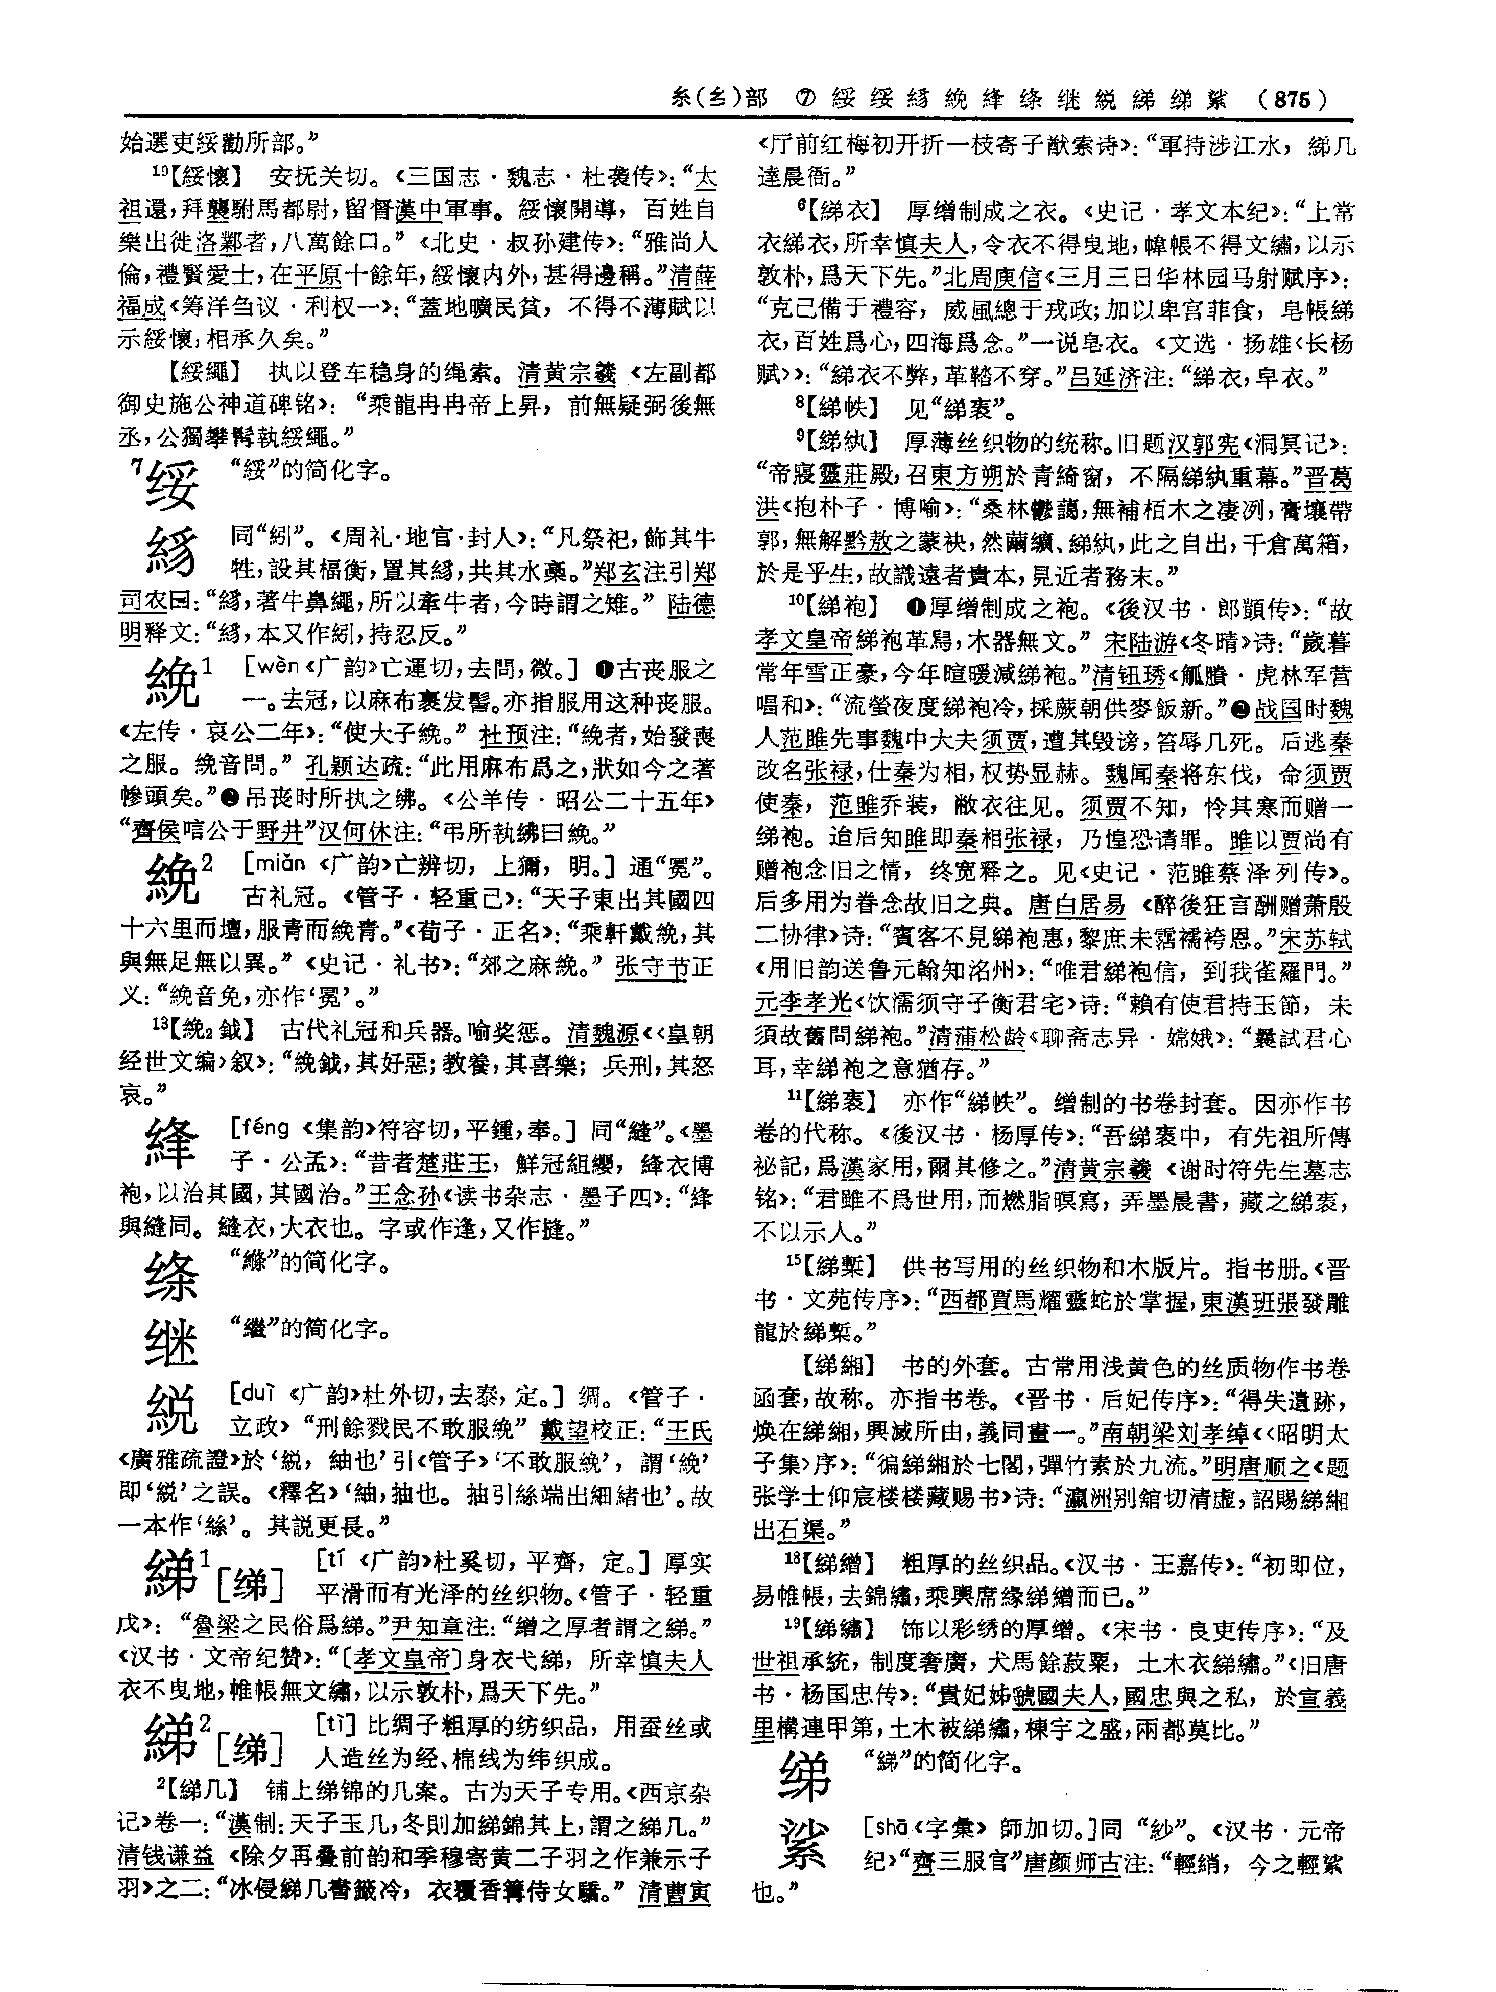 糸(纟)部 ⑦ 綏 绥 絼 絻 絳 绦 继 綐 綈 绨 䋾 (875)
始選吏綏勸所部。”
¹⁹【綏懷】 安抚关切。《三国志·魏志·杜袭传》：“太
祖還，拜襲駙馬都尉，留督漢中軍事。綏懷開導，百姓自
樂出徙洛鄴者，八萬餘口。”《北史·叔孙建传》：“雅尚人
倫，禮賢愛士，在平原十餘年，綏懷内外，甚得邊稱。”清薛
福成《筹洋刍议·利权一》：“蓋地曠民貧，不得不薄賦以
示綏懷，相承久矣。”
【綏繩】 执以登车稳身的绳索。清黄宗羲《左副都
御史施公神道碑铭》：“乘龍冉冉帝上昇，前無疑弼後無
丞，公獨攀髯執綏繩。”
⁷绥 “綏”的简化字。
絼 同“紖”。《周礼·地官·封人》：“凡祭祀，飾其牛
牲，設其楅衡，置其絼，共其水藁。”郑玄注引郑
司农曰：“絼，著牛鼻繩，所以牽牛者，今時謂之雉。” 陆德
明释文：“絼，本又作紖，持忍反。”
絻¹ [wèn《广韵》亡運切，去問，微。] ❶古丧服之
一。去冠，以麻布裹发髻。亦指服用这种丧服。
《左传·哀公二年》：“使大子絻。” 杜预注：“絻者，始發喪
之服。絻音問。” 孔颖达疏：“此用麻布爲之，狀如今之著
幓頭矣。”❷吊丧时所执之绋。《公羊传·昭公二十五年》
“齊侯唁公于野井”汉何休注：“弔所執紼曰絻。”
絻² [miǎn《广韵》亡辨切，上獮，明。] 通“冕”。
古礼冠。《管子·轻重己》：“天子東出其國四
十六里而壇，服青而絻青。”《荀子·正名》：“乘軒戴絻，其
與無足無以異。”《史记·礼书》：“郊之麻絻。” 张守节正
义：“絻音免，亦作‘冕’。”
¹³【絻₂鉞】 古代礼冠和兵器。喻奖惩。清魏源《〈皇朝
经世文编〉叙》：“絻鉞，其好惡；教養，其喜樂；兵刑，其怒
哀。”
絳 [féng《集韵》符容切，平鍾，奉。] 同“縫”。《墨
子·公孟》：“昔者楚莊王，鮮冠組纓，絳衣博
袍，以治其國，其國治。”王念孙《读书杂志·墨子四》：“絳
與縫同。縫衣，大衣也。字或作逢，又作摓。”
绦 “絛”的简化字。
继 “繼”的简化字。
綐 [duì《广韵》杜外切，去泰，定。] 绸。《管子·
立政》“刑餘戮民不敢服絻” 戴望校正：“王氏
《廣雅疏證》於‘綐，紬也’引《管子》‘不敢服絻’，謂‘絻’
即‘綐’之誤。《釋名》‘紬，抽也。抽引絲端出細緒也’。故
一本作‘絲’。其説更長。”
綈¹[绨] [tí《广韵》杜奚切，平齊，定。] 厚实
平滑而有光泽的丝织物。《管子·轻重
戊》：“魯梁之民俗爲綈。”尹知章注：“繒之厚者謂之綈。”
《汉书·文帝纪赞》：“〔孝文皇帝〕身衣弋綈，所幸慎夫人
衣不曳地，帷帳無文繡，以示敦朴，爲天下先。”
綈²[绨] [tì] 比绸子粗厚的纺织品，用蚕丝或
人造丝为经、棉线为纬织成。
²【綈几】 铺上绨锦的几案。古为天子专用。《西京杂
记》卷一：“漢制：天子玉几，冬則加綈錦其上，謂之綈几。”
清钱谦益《除夕再叠前韵和季穆寄黄二子羽之作兼示子
羽》之二：“冰侵綈几書籤冷，衣覆香篝侍女驕。” 清曹寅
《厅前红梅初开折一枝寄子猷索诗》：“軍持涉江水，綈几
達晨衙。”
⁶【綈衣】 厚缯制成之衣。《史记·孝文本纪》：“上常
衣綈衣，所幸慎夫人，令衣不得曳地，幃帳不得文繡，以示
敦朴，爲天下先。”北周庾信《三月三日华林园马射赋序》：
“克己備于禮容，威風總于戎政；加以卑宫菲食，皂帳綈
衣，百姓爲心，四海爲念。”一说皂衣。《文选·扬雄〈长杨
赋〉》：“綈衣不弊，革鞜不穿。”吕延济注：“綈衣，皁衣。”
⁸【綈帙】 见“綈袠”。
⁹【綈紈】 厚薄丝织物的统称。旧题汉郭宪《洞冥记》：
“帝寢靈莊殿，召東方朔於青綺窗，不隔綈紈重幕。”晋葛
洪《抱朴子·博喻》：“桑林鬱藹，無補栢木之凄冽，膏壤帶
郭，無解黔敖之蒙袂，然繭纊、綈紈，此之自出，千倉萬箱，
於是乎生，故識遠者貴本，見近者務末。”
¹⁰【綈袍】 ❶厚缯制成之袍。《後汉书·郎顗传》：“故
孝文皇帝綈袍革舄，木器無文。” 宋陆游《冬晴》诗：“歲暮
常年雪正豪，今年暄暖減綈袍。”清钮琇《觚賸·虎林军营
唱和》：“流螢夜度綈袍冷，採蕨朝供麥飯新。”❷战国时魏
人范雎先事魏中大夫须贾，遭其毁谤，笞辱几死。后逃秦
改名张禄，仕秦为相，权势显赫。魏闻秦将东伐，命须贾
使秦，范雎乔装，敝衣往见。须贾不知，怜其寒而赠一
绨袍。迨后知雎即秦相张禄，乃惶恐请罪。雎以贾尚有
赠袍念旧之情，终宽释之。见《史记·范雎蔡泽列传》。
后多用为眷念故旧之典。唐白居易《醉後狂言酬赠萧殷
二协律》诗：“賓客不見綈袍惠，黎庶未霑襦袴恩。”宋苏轼
《用旧韵送鲁元翰知洺州》：“唯君綈袍信，到我雀羅門。”
元李孝光《饮濡须守子衡君宅》诗：“賴有使君持玉節，未
須故舊問綈袍。”清蒲松龄《聊斋志异·嫦娥》：“曩試君心
耳，幸綈袍之意猶存。”
¹¹【綈袠】 亦作“綈帙”。缯制的书卷封套。因亦作书
卷的代称。《後汉书·杨厚传》：“吾綈袠中，有先祖所傳
祕記，爲漢家用，爾其修之。”清黄宗羲《谢时符先生墓志
铭》：“君雖不爲世用，而燃脂暝寫，弄墨晨書，藏之綈袠，
不以示人。”
¹⁵【綈槧】 供书写用的丝织物和木版片。指书册。《晋
书·文苑传序》：“西都賈馬耀靈蛇於掌握，東漢班張發雕
龍於綈槧。”
【綈緗】 书的外套。古常用浅黄色的丝质物作书卷
函套，故称。亦指书卷。《晋书·后妃传序》：“得失遺跡，
焕在綈緗，興滅所由，義同畫一。”南朝梁刘孝绰《〈昭明太
子集〉序》：“徧綈緗於七閣，彈竹素於九流。”明唐顺之《题
张学士仰宸楼楼藏赐书》诗：“瀛洲别舘切清虚，詔賜綈緗
出石渠。”
¹⁸【綈繒】 粗厚的丝织品。《汉书·王嘉传》：“初即位，
易帷帳，去錦繡，乘輿席緣綈繒而已。”
¹⁹【綈繡】 饰以彩绣的厚缯。《宋书·良吏传序》：“及
世祖承統，制度奢廣，犬馬餘菽粟，土木衣綈繡。”《旧唐
书·杨国忠传》：“貴妃姊虢國夫人，國忠與之私，於宣義
里構連甲第，土木被綈繡，棟宇之盛，兩都莫比。”
绨 “綈”的简化字。
䋾 [shā《字彙》師加切。]同“紗”。《汉书·元帝
纪》“齊三服官”唐颜师古注：“輕綃，今之輕䋾
也。”